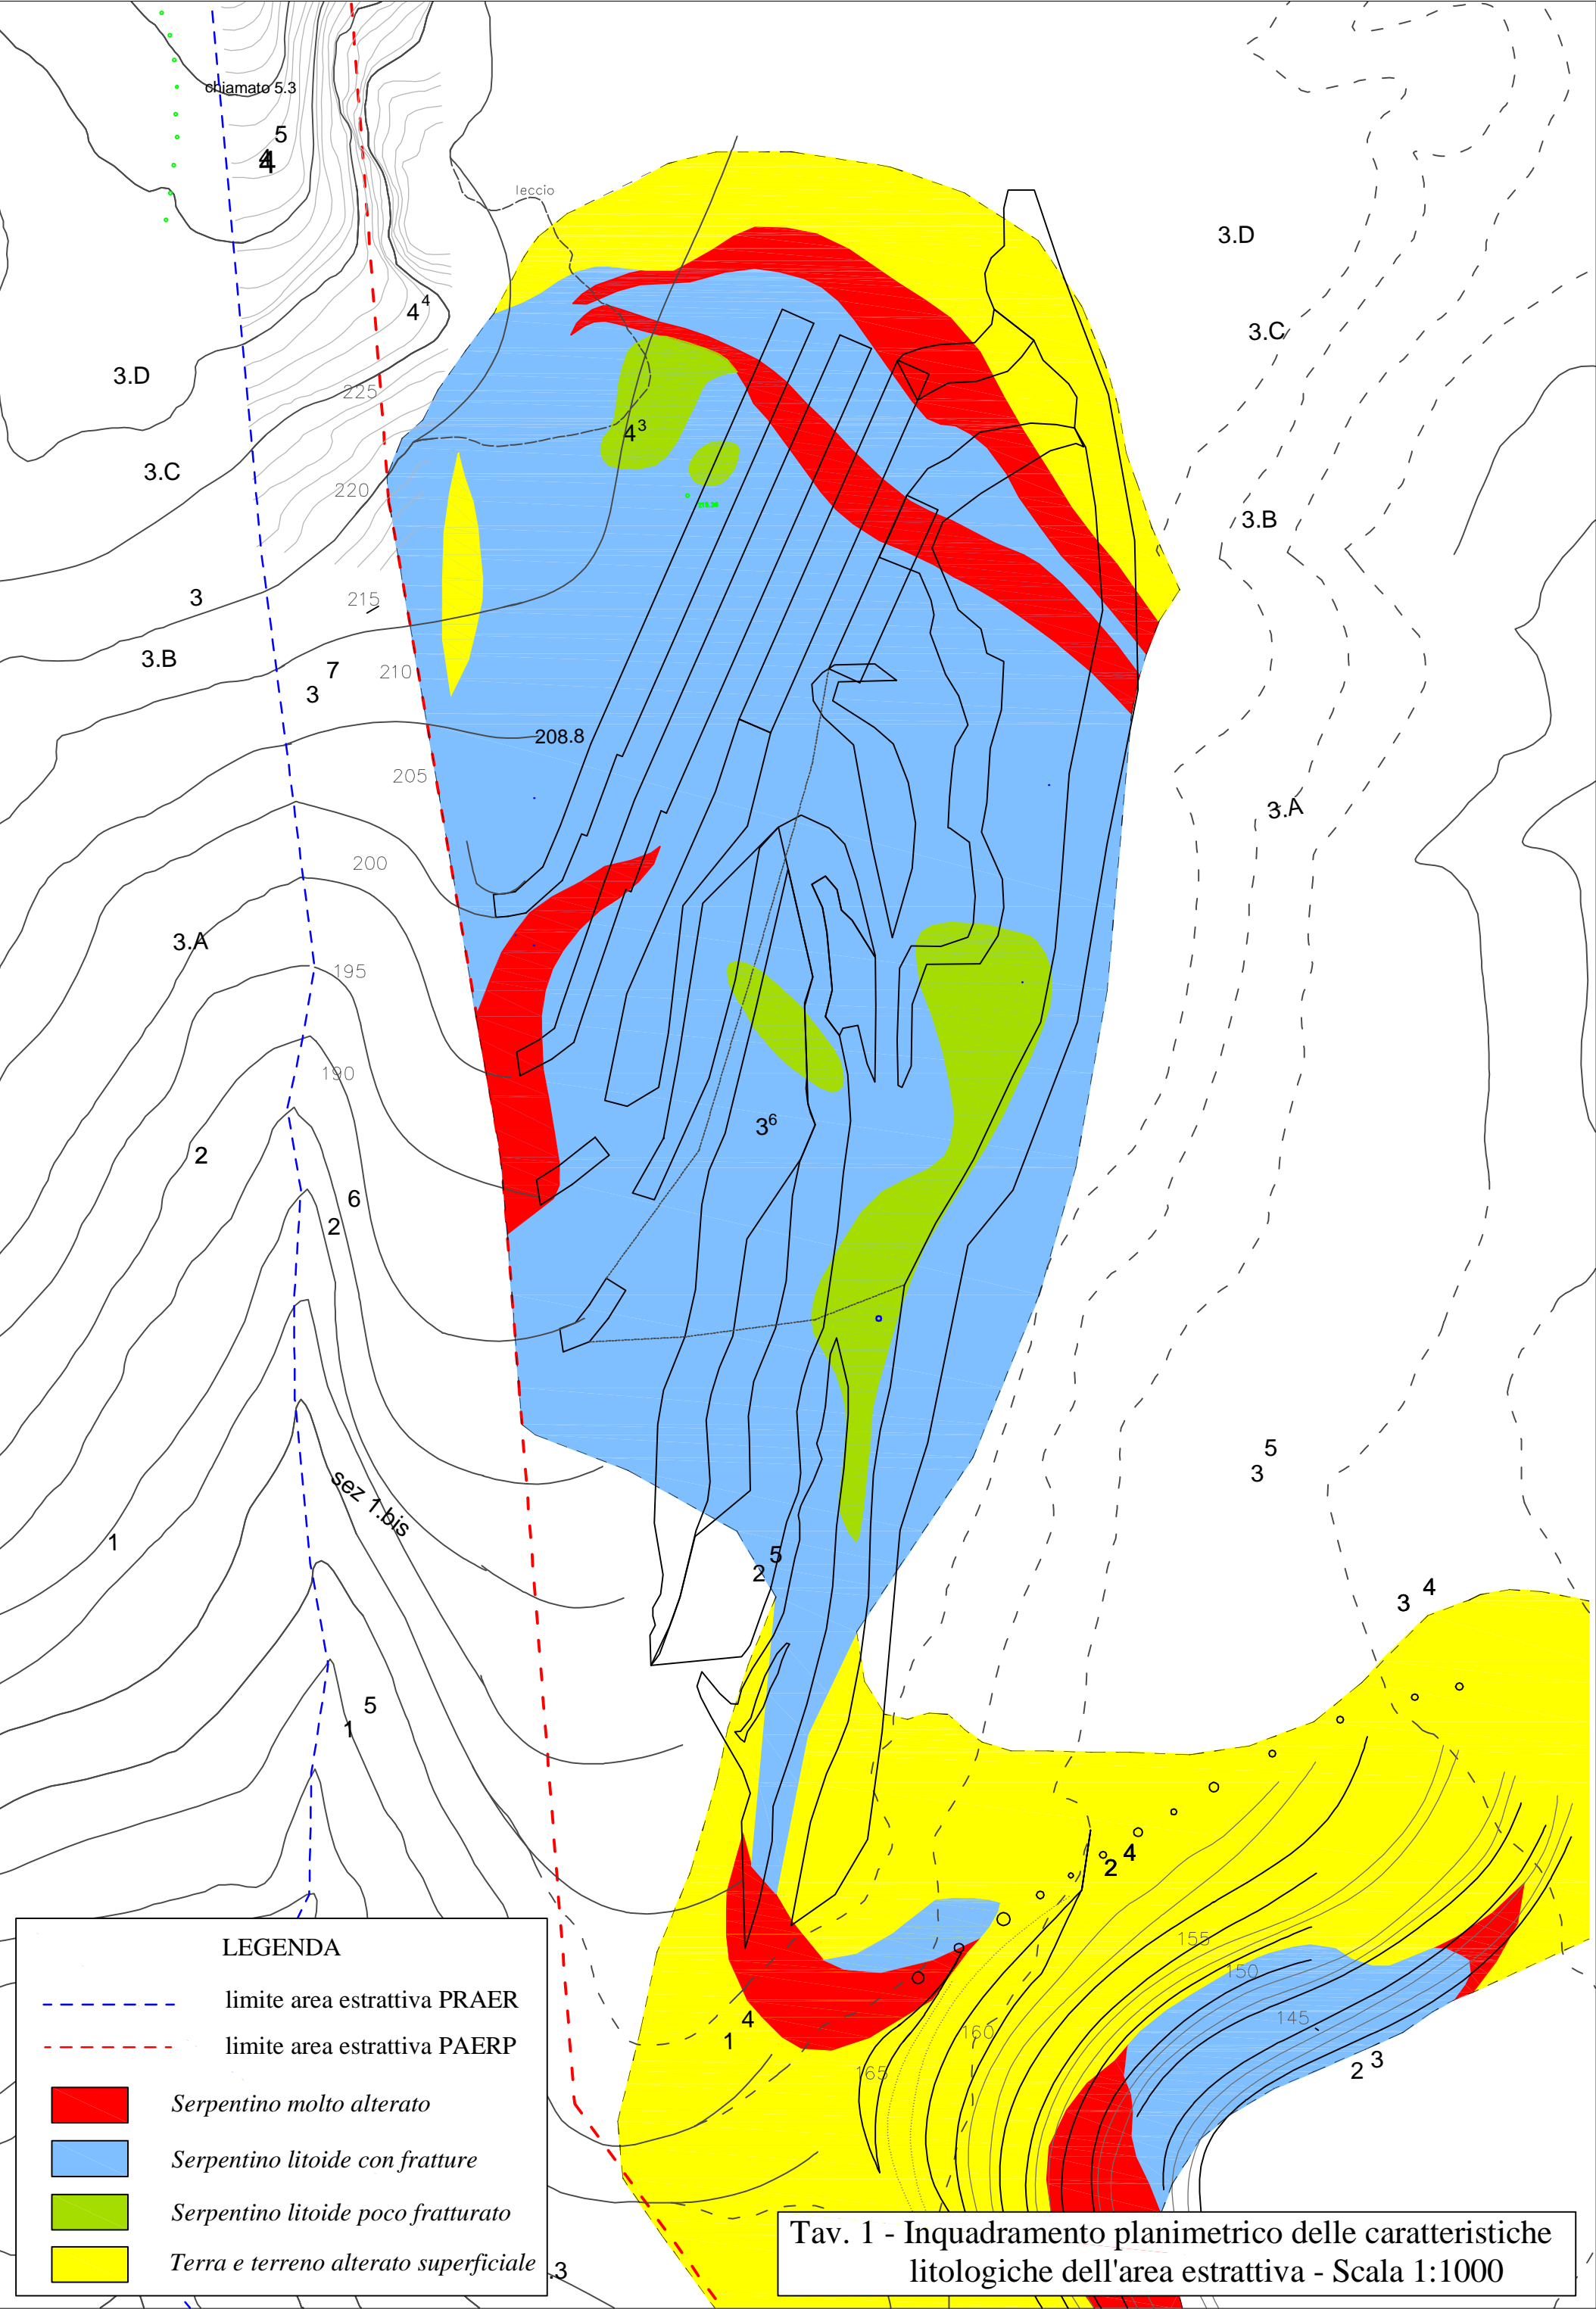 chiamato 5.3
5
4
leccio
3.D
3.C
4 4
3.D
225
4 3
3.C
220
3.B
3
215
3.B
7
3
210
208.8
205
3.A
200
3.A
195
190
3 6
2
6
2
5
3
sez 1.bis
1
5
2
3 4
5
1
2 4
155
150
145
160
165
4
1
2 3
LEGENDA
limite area estrattiva PRAER
limite area estrattiva PAERP
Serpentino molto alterato
Serpentino litoide con fratture
Serpentino litoide poco fratturato
Terra e terreno alterato superficiale
.3
Tav. 1 - Inquadramento planimetrico delle caratteristiche
litologiche dell'area estrattiva - Scala 1:1000